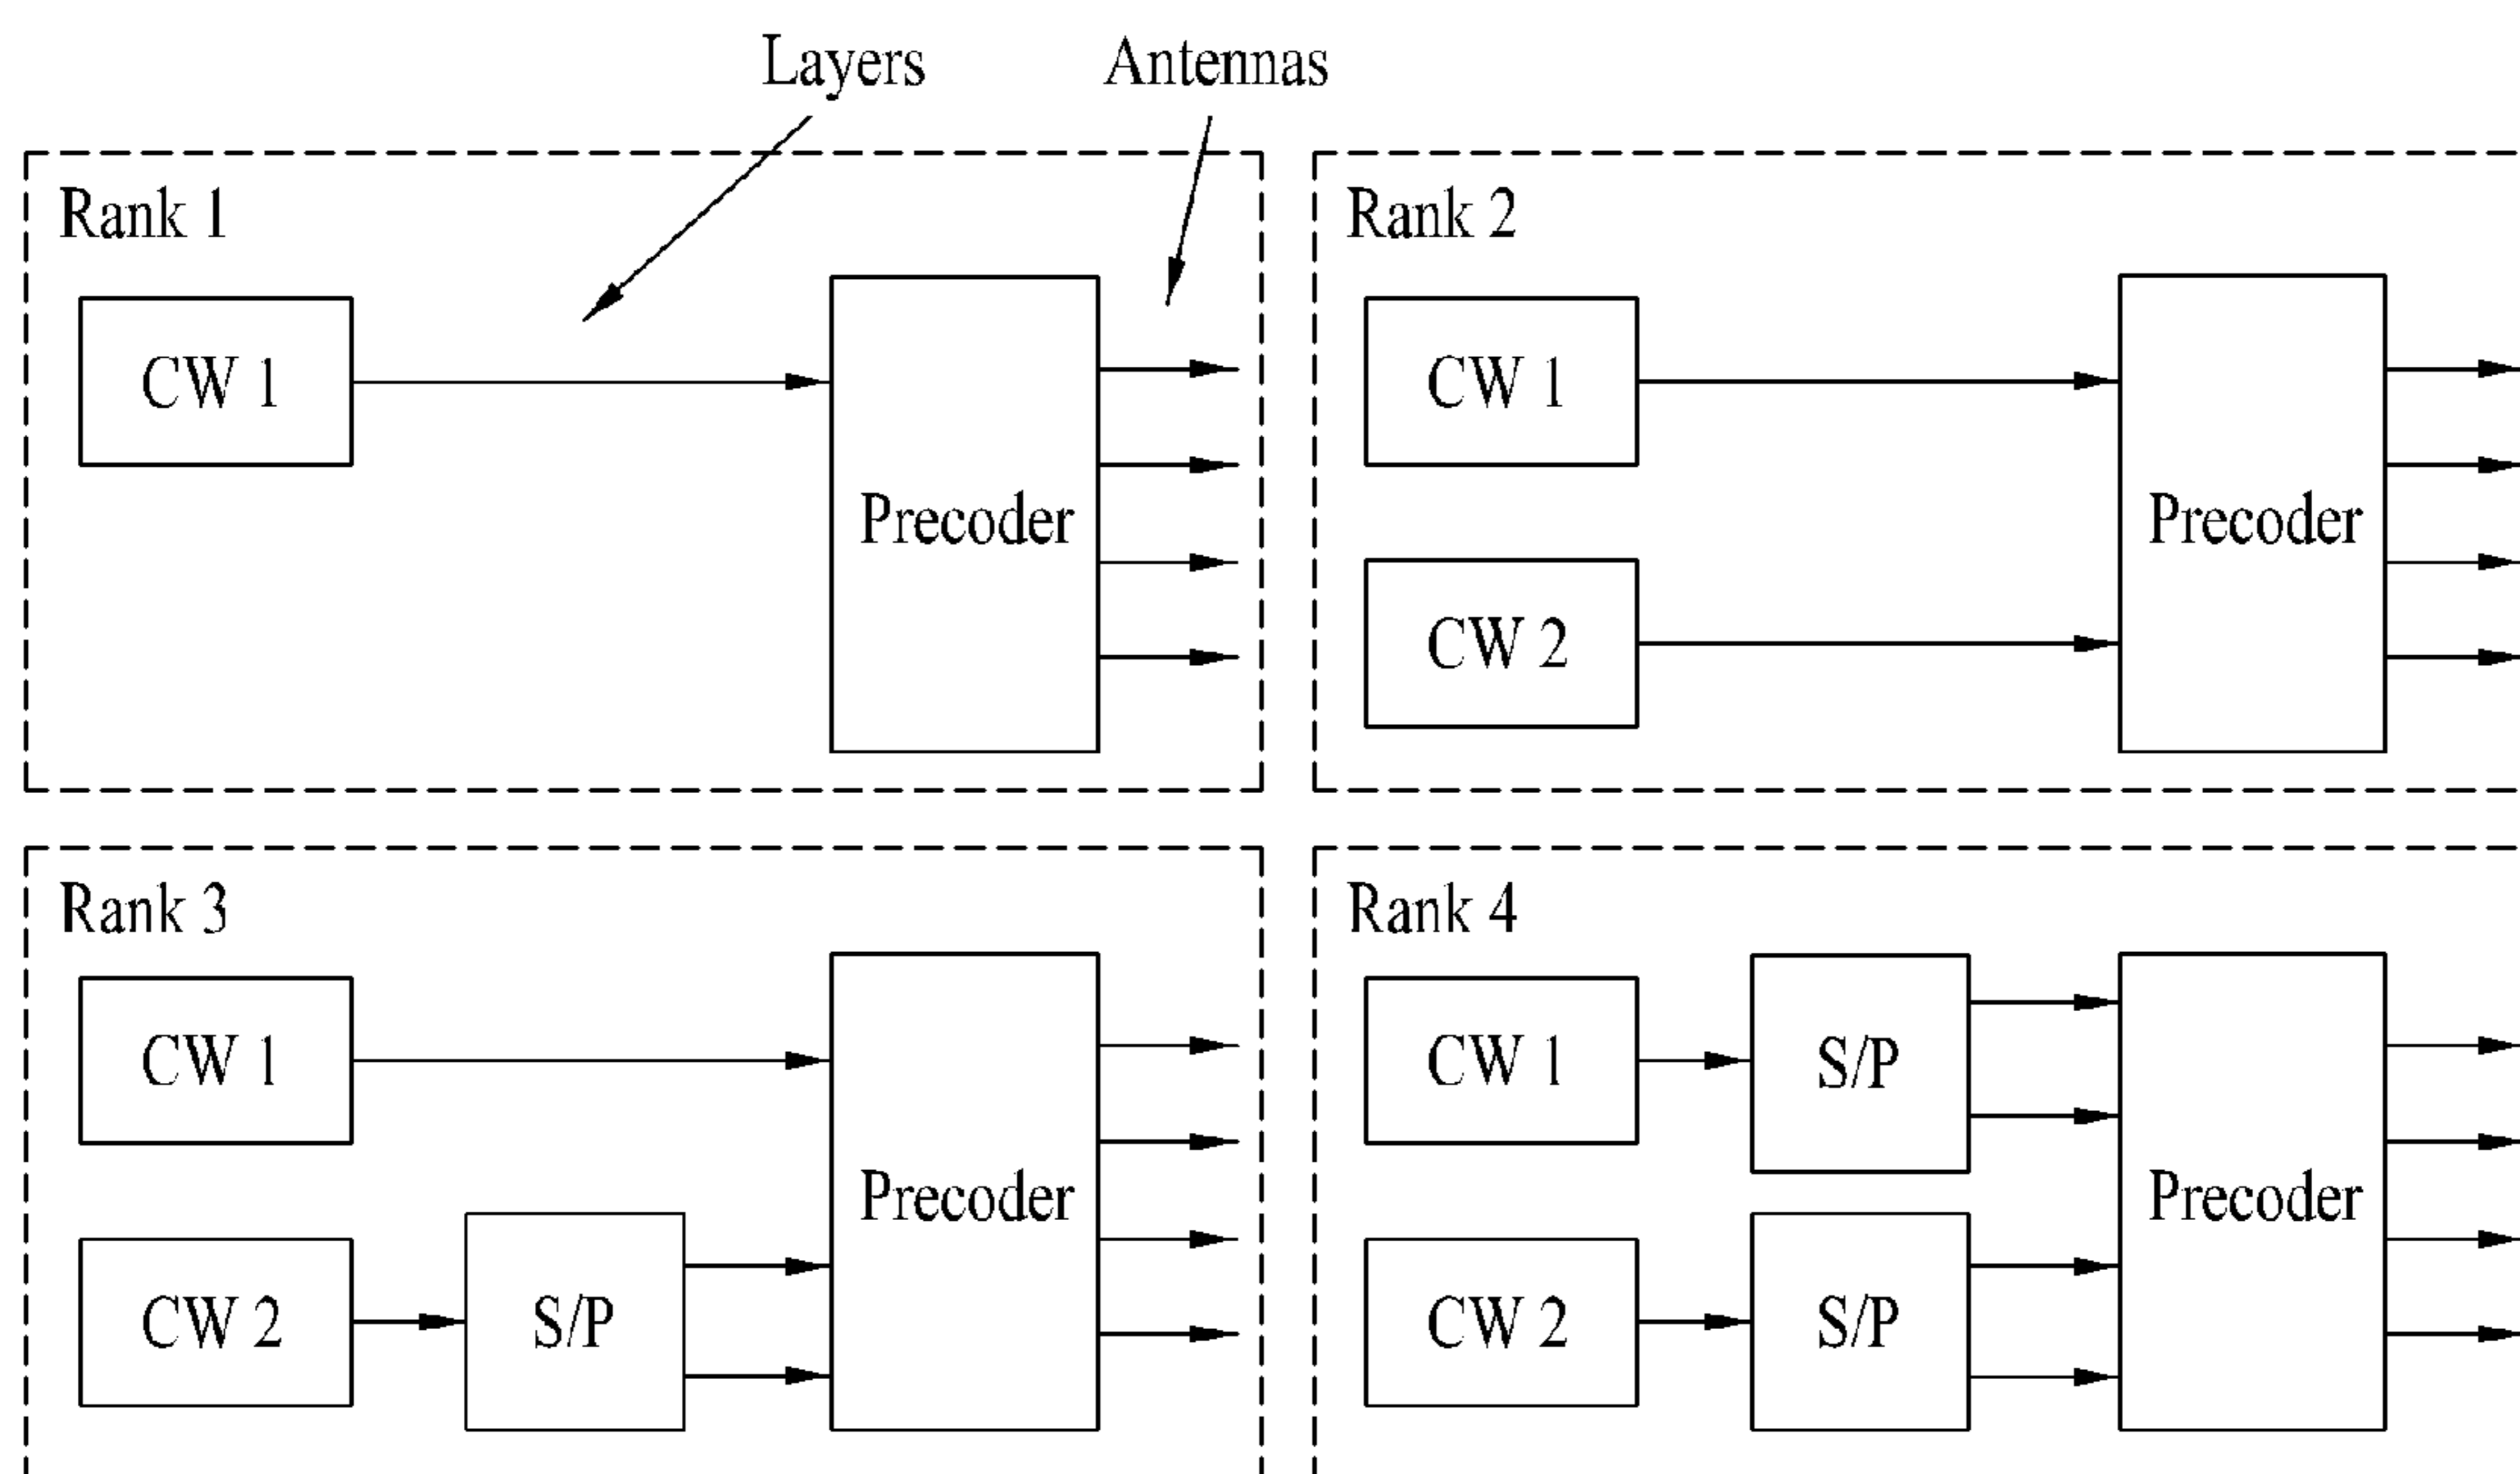 Layers
Antennas
Rank 1
CW 1
Precoder
Rank 2
CW 1
CW 2
Precoder
Rank 3
CW 1
CW 2
S/P
Precoder
Rank 4
CW 1
S/P
CW 2
S/P
Precoder